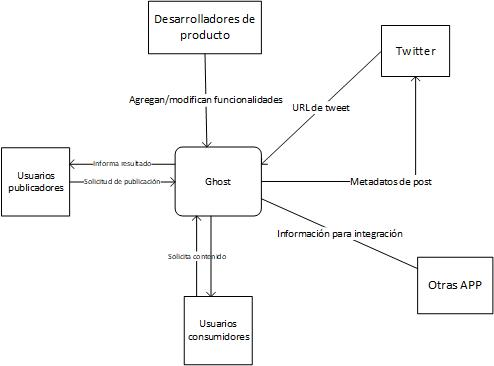 Desarrolladores de
producto
Twitter
Agregan/modifican funcionalidades
URL de tweet
Informa resultado
Usuarios
publicadores
Solicitud de publicación
Ghost
Metadatos de post
Información para integración
Solicita contenido
Otras APP
Usuarios
consumidores